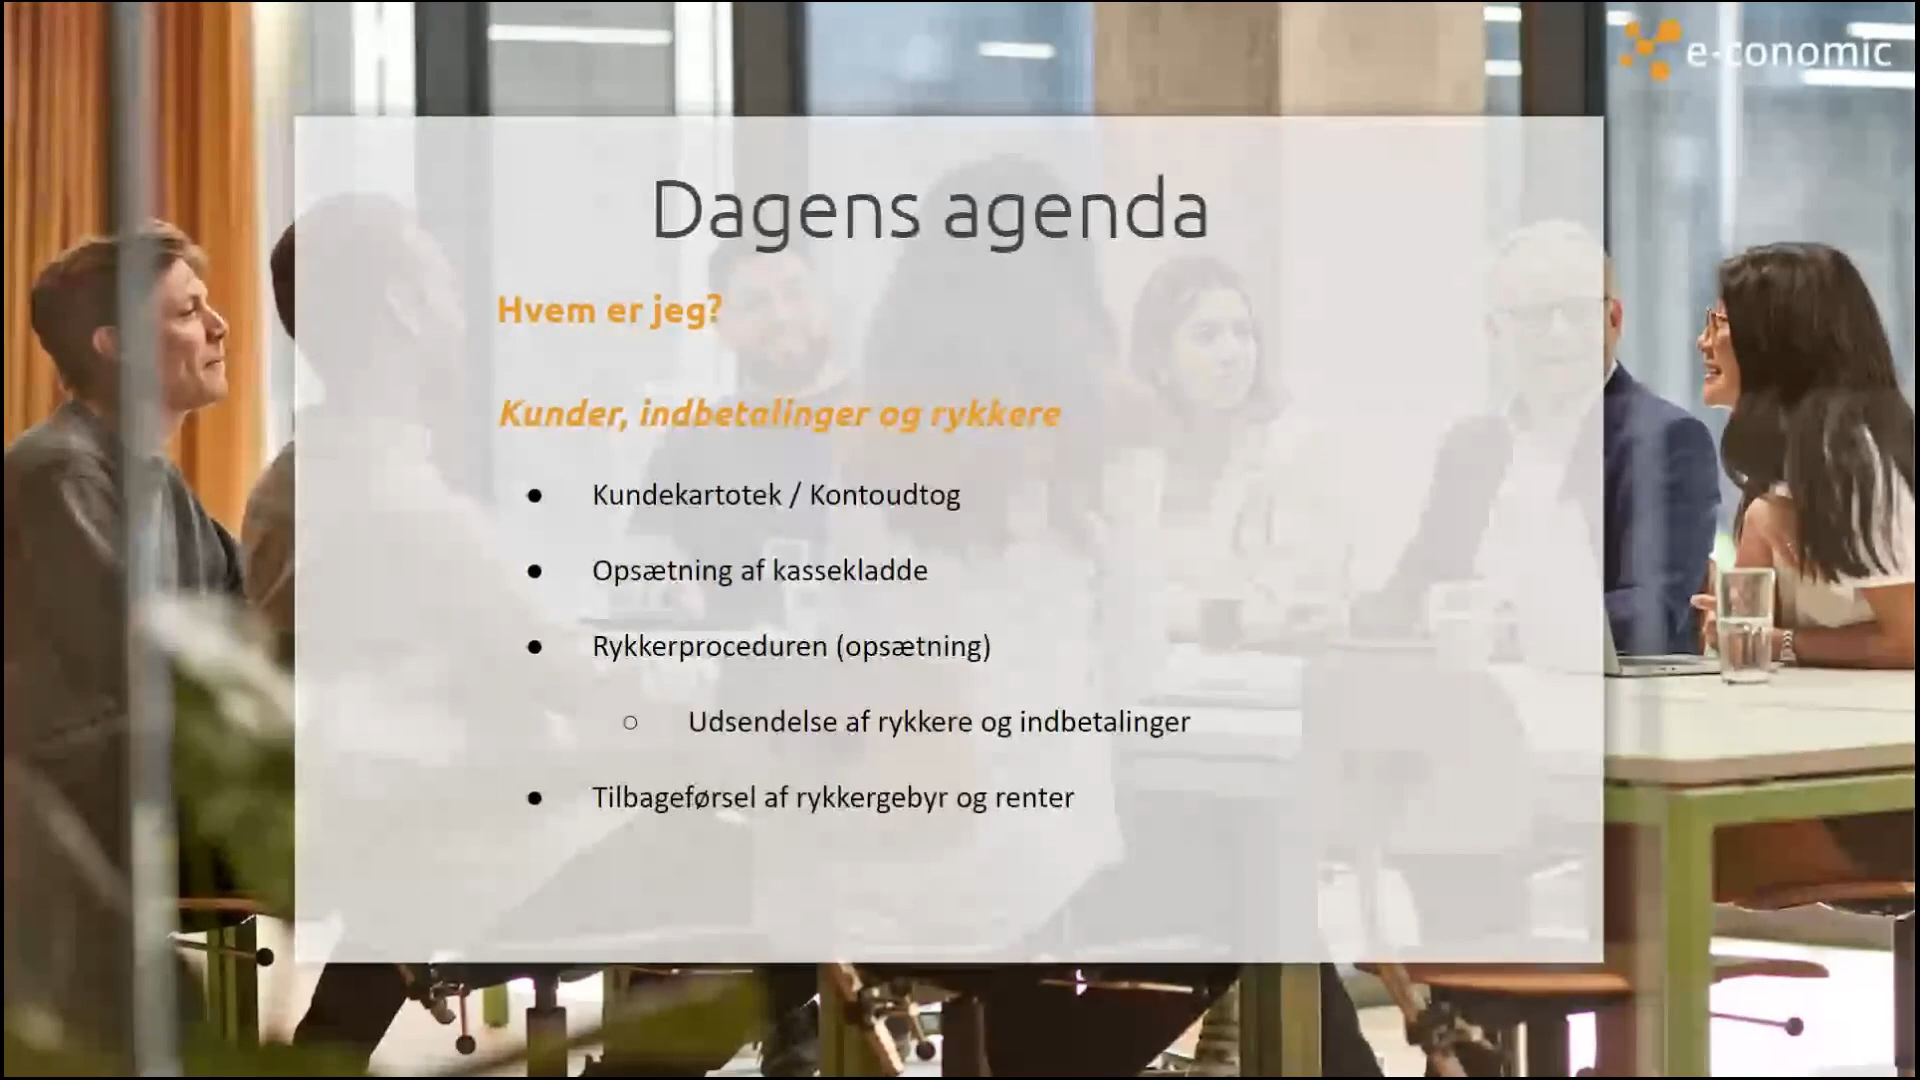 e-conomic
Dagens agenda
Hvem er jeg?
Kunder, indbetalinger og rykkere
● Kundekartotek / Kontoudtog
● Opsætning af kassekladde
● Rykkerproceduren (opsætning)
○ Udsendelse af rykkere og indbetalinger
● Tilbageførsel af rykkergebyr og renter